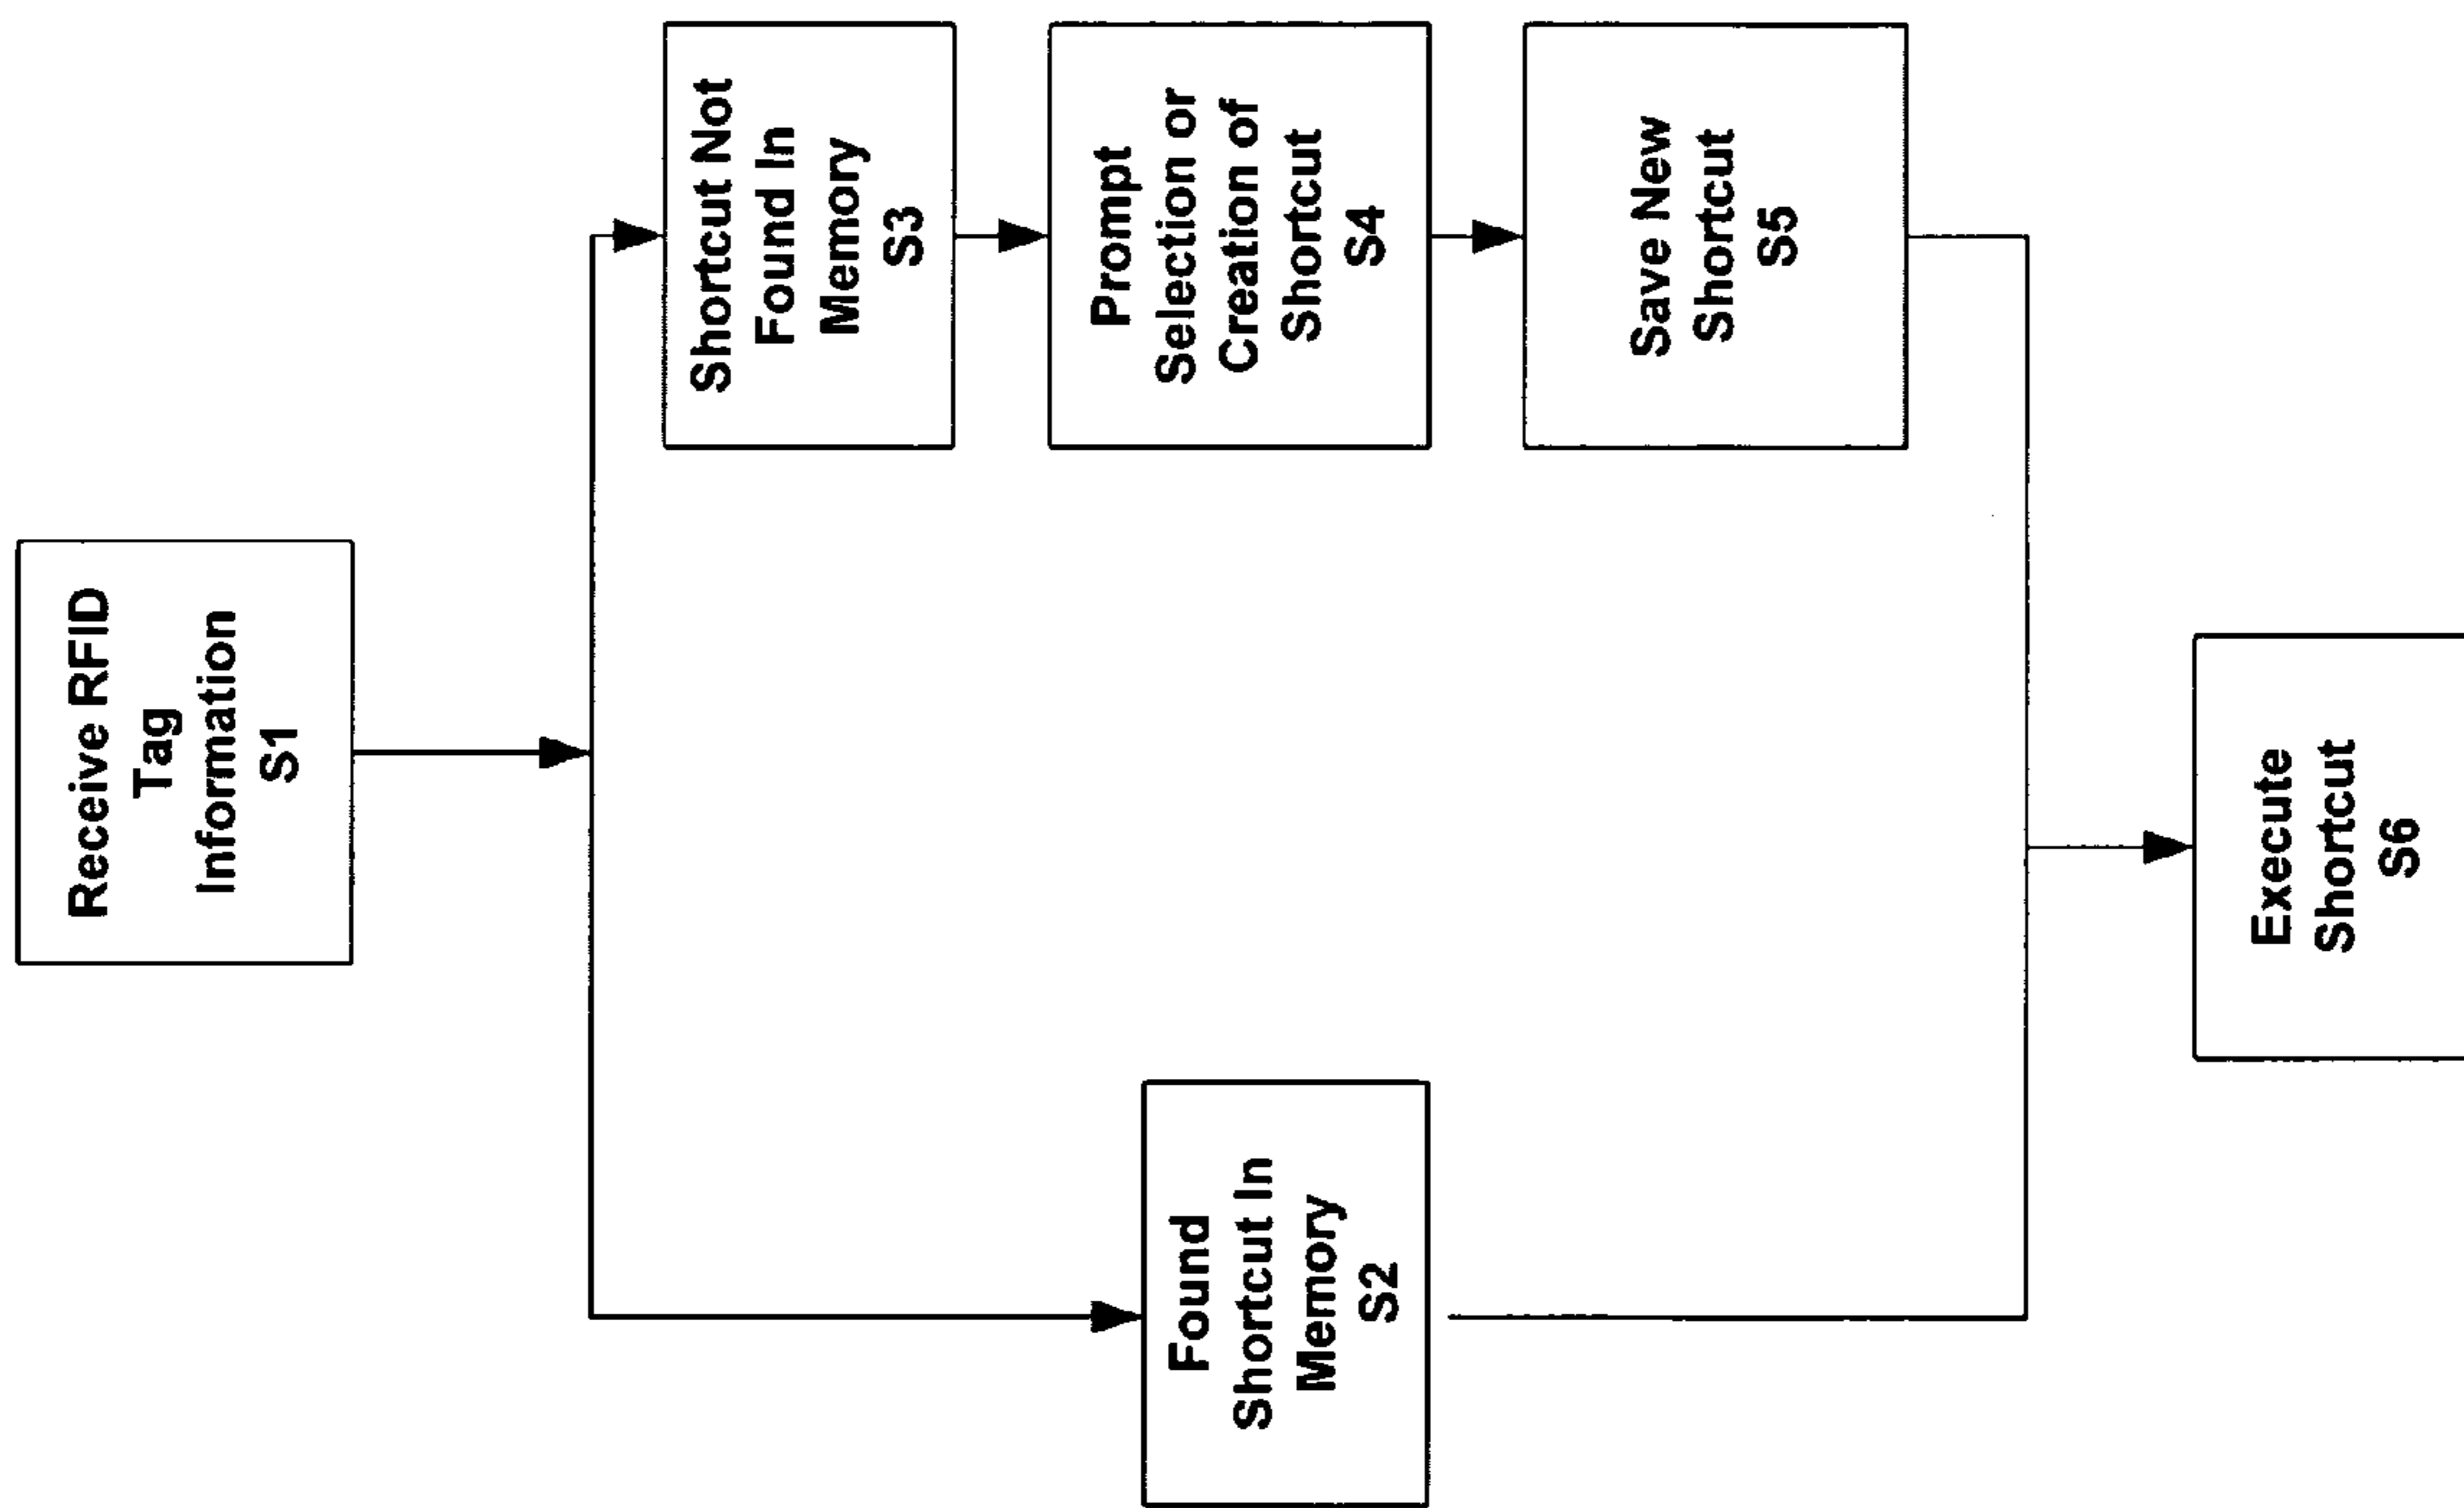 Receive RFID
Tag
Information
S1
Found
Shortcut In
Memory
S2
Shortcut Not
Found In
Memory
S3
Prompt
Selection or
Creation of
Shortcut
S4
Save New
Shortcut
S5
Execute
Shortcut
S6